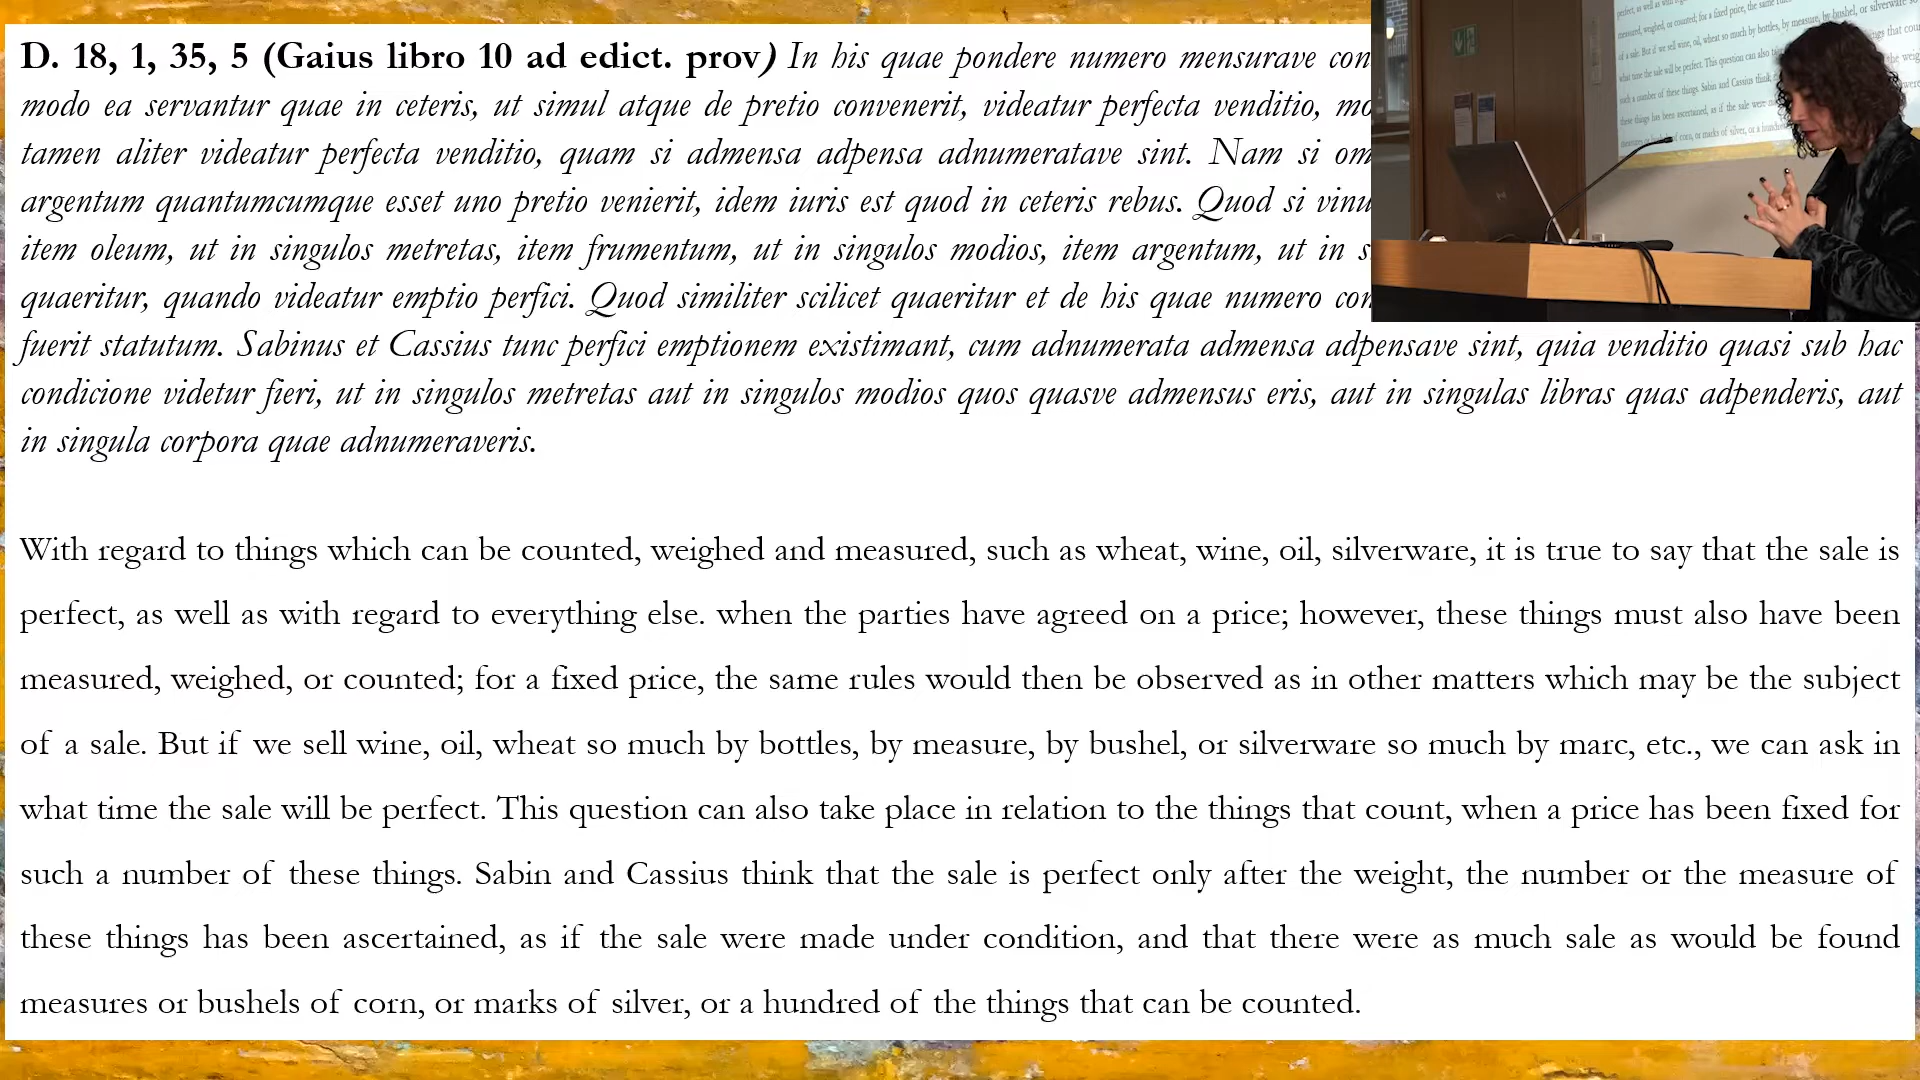 D. 18, 1, 35, 5 (Gaius libro 10 ad edict. prov) In his quae pondere numero mensurave con
modo ea servantur quae in ceteris, ut simul atque de pretio convenerit, videatur perfecta venditio, mo
tamen aliter videatur perfecta venditio, quam si admensa adpensa adnumeratave sint. Nam si om
argentum quantumcumque esset uno pretio venierit, idem iuris est quod in ceteris rebus. Quod si vinu
item oleum, ut in singulos metretas, item frumentum, ut in singulos modios, item argentum, ut in s
quaeritur, quando videatur emptio perfici. Quod similiter scilicet quaeritur et de his quae numero con
fuerit statutum. Sabinus et Cassius tunc perfici emptionem existimant, cum adnumerata admensa adpensave sint, quia venditio quasi sub hac
condicione videtur fieri, ut in singulos metretas aut in singulos modios quos quasve admensus eris, aut in singulas libras quas adpenderis, aut
in singula corpora quae adnumeraveris.
With regard to things which can be counted, weighed and measured, such as wheat, wine, oil, silverware, it is true to say that the sale is
perfect, as well as with regard to everything else. when the parties have agreed on a price; however, these things must also have been
measured, weighed, or counted; for a fixed price, the same rules would then be observed as in other matters which may be the subject
of a sale. But if we sell wine, oil, wheat so much by bottles, by measure, by bushel, or silverware so much by marc, etc., we can ask in
what time the sale will be perfect. This question can also take place in relation to the things that count, when a price has been fixed for
such a number of these things. Sabin and Cassius think that the sale is perfect only after the weight, the number or the measure of
these things has been ascertained, as if the sale were made under condition, and that there were as much sale as would be found
measures or bushels of corn, or marks of silver, or a hundred of the things that can be counted.